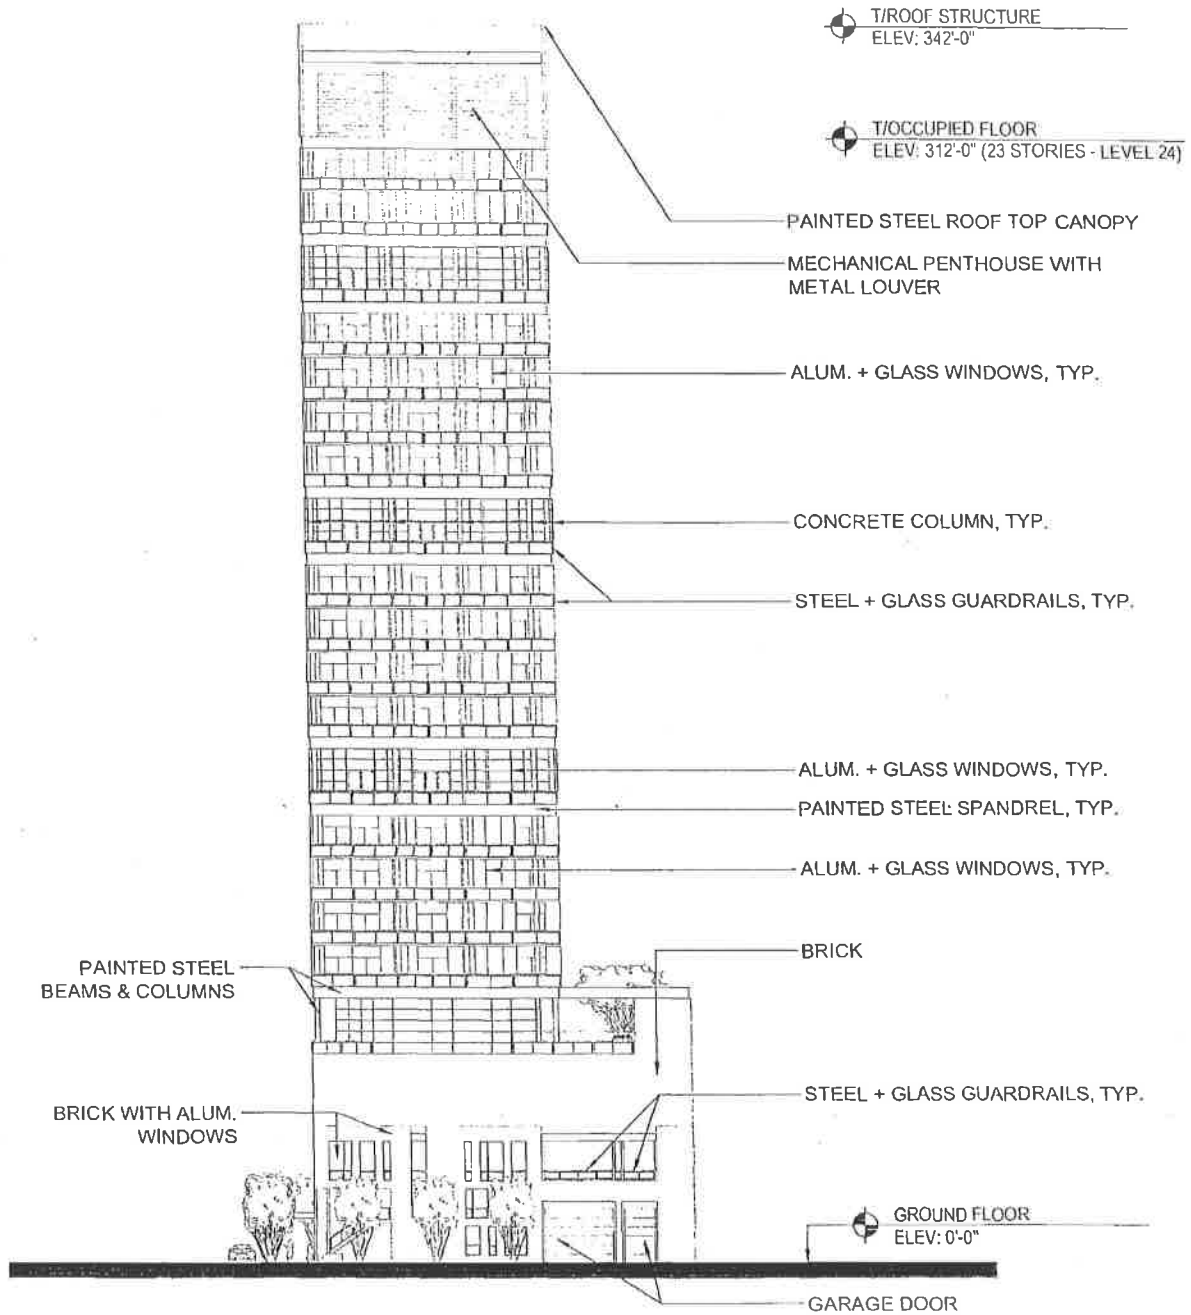 T/ROOF STRUCTURE
ELEV: 342'-0"
T/OCCUPIED FLOOR
ELEV: 312'-0" (23 STORIES - LEVEL 24)
PAINTED STEEL ROOF TOP CANOPY
MECHANICAL PENTHOUSE WITH
METAL LOUVER
ALUM. + GLASS WINDOWS, TYP.
CONCRETE COLUMN, TYP.
STEEL + GLASS GUARDRAILS, TYP.
ALUM. + GLASS WINDOWS, TYP.
PAINTED STEEL SPANDREL, TYP.
ALUM. + GLASS WINDOWS, TYP.
BRICK
PAINTED STEEL
BEAMS & COLUMNS
STEEL + GLASS GUARDRAILS, TYP.
BRICK WITH ALUM.
WINDOWS
GROUND FLOOR
ELEV: 0'-0"
GARAGE DOOR